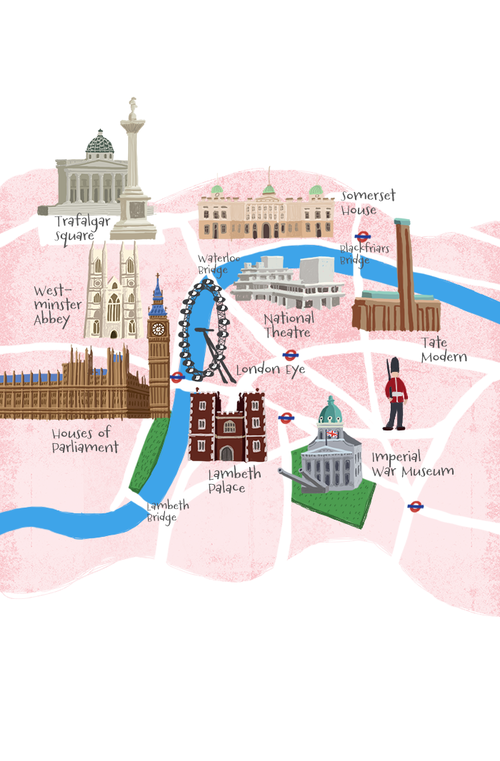 Trafalgar
Square
Somerset
House
Blackfriars
Bridge
Waterloo
Bridge
West-
minster
Abbey
National
Theatre
Tate
Modern
London Eye
Houses of
Parliament
Lambeth
Palace
Imperial
War Museum
Lambeth
Bridge